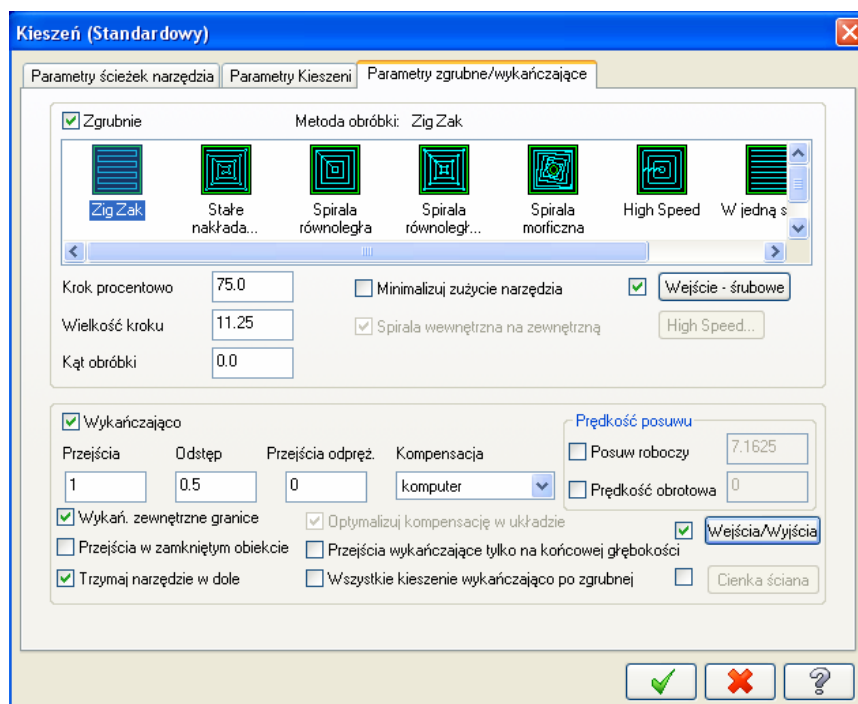 Kieszeń (Standardowy)
Parametry ścieżek narzędzia
Parametry Kieszeni
Parametry zgrubne/wykańczające
Zgrubnie
Metoda obróbki: Zig Zak
Zig Zak
Stałe nakłada...
Spirala równoległa
Spirala równoległ...
Spirala morficzna
High Speed
W jedną s
Krok procentowo
75.0
Minimalizuj zużycie narzędzia
Wejście - śrubowe
Wielkość kroku
11.25
Spirala wewnętrzna na zewnętrzną
High Speed...
Kąt obróbki
0.0
Wykańczająco
Prędkość posuwu
Przejścia
Odstęp
Przejścia odpręż.
Kompensacja
Posuw roboczy
7.1625
1
0.5
0
komputer
Prędkość obrotowa
0
Wykań. zewnętrzne granice
Optymalizuj kompensację w układzie
Wejścia/Wyjścia
Przejścia w zamkniętym obiekcie
Przejścia wykańczające tylko na końcowej głębokości
Trzymaj narzędzie w dole
Wszystkie kieszenie wykańczająco po zgrubnej
Cienka ściana